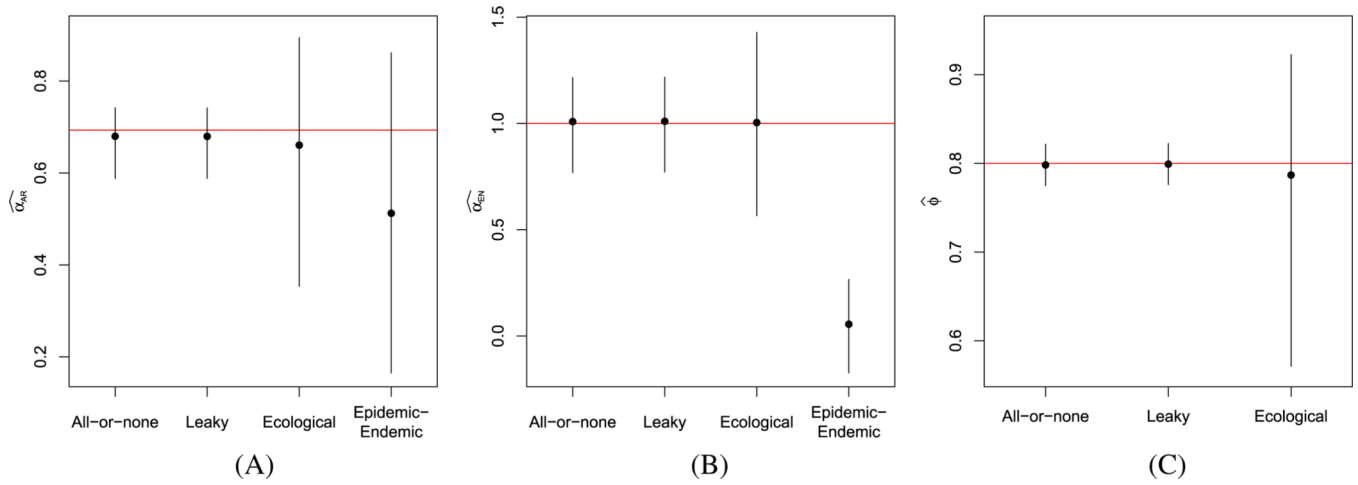 0.8
0.6
0.4
0.2
α̂AR
All−or−none Leaky Ecological Epidemic−
Endemic
(A)
1.5
1.0
0.5
0.0
α̂EN
All−or−none Leaky Ecological Epidemic−
Endemic
(B)
0.9
0.8
0.7
0.6
ϕ̂
All−or−none Leaky Ecological
(C)